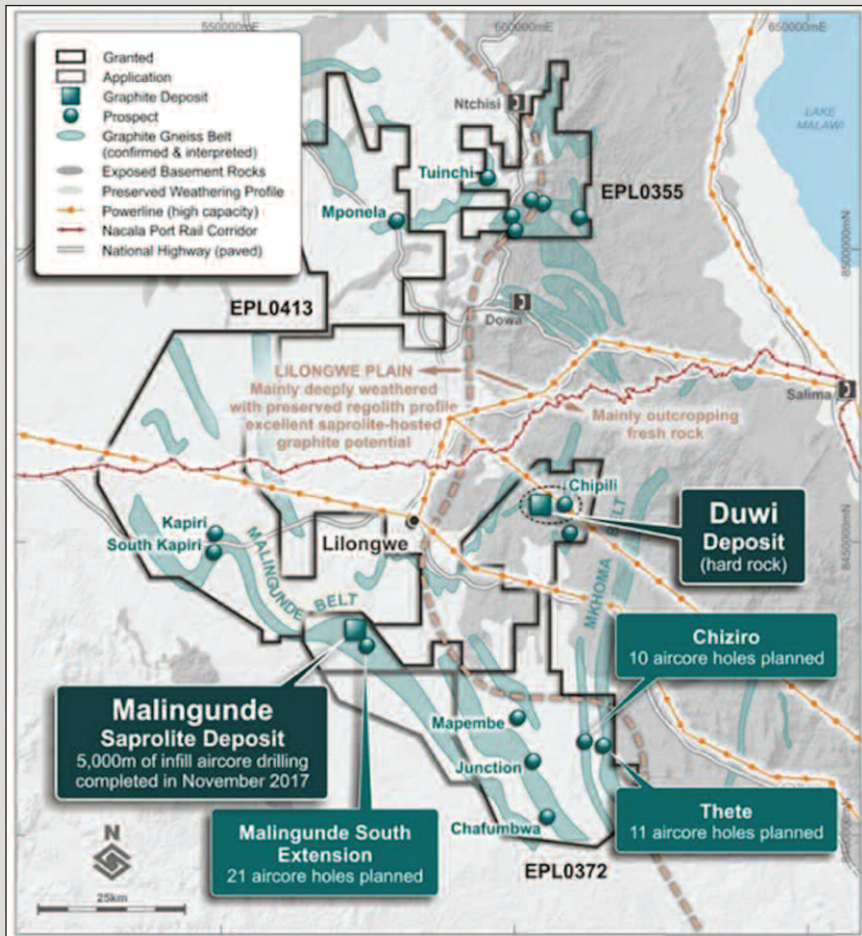 550000mE
600000mE
650000mE
Granted
Application
Graphite Deposit
Prospect
Graphite Gneiss Belt
(confirmed & interpreted)
Exposed Basement Rocks
Preserved Weathering Profile
Powerline (high capacity)
Nacala Port Rail Corridor
National Highway (paved)
Ntchisi
LAKE
MALAWI
Tuinchi
Mponela
EPL0355
8500000mN
EPL0413
Dowa
LILONGWE PLAIN
Mainly deeply weathered
with preserved regolith profile
excellent saprolite-hosted
graphite potential
Mainly outcropping
fresh rock
Salima
Chipili
Kapiri
South Kapiri
Lilongwe
Duwi
Deposit
(hard rock)
8450000mN
MALINGUNDE
BELT
MKHOMA BELT
Chiziro
10 aircore holes planned
Malingunde
Saprolite Deposit
5,000m of infill aircore drilling
completed in November 2017
Mapembe
Junction
Chafumbwa
Thete
11 aircore holes planned
Malingunde South
Extension
21 aircore holes planned
EPL0372
N
25km